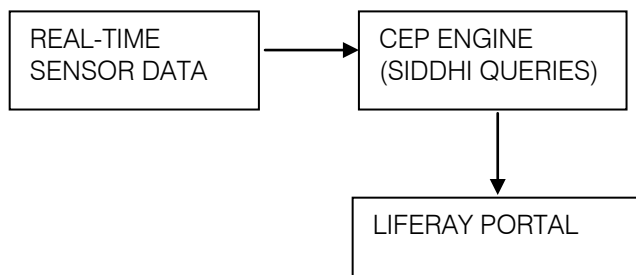 REAL-TIME
SENSOR DATA
CEP ENGINE
(SIDDHI QUERIES)
LIFERAY PORTAL